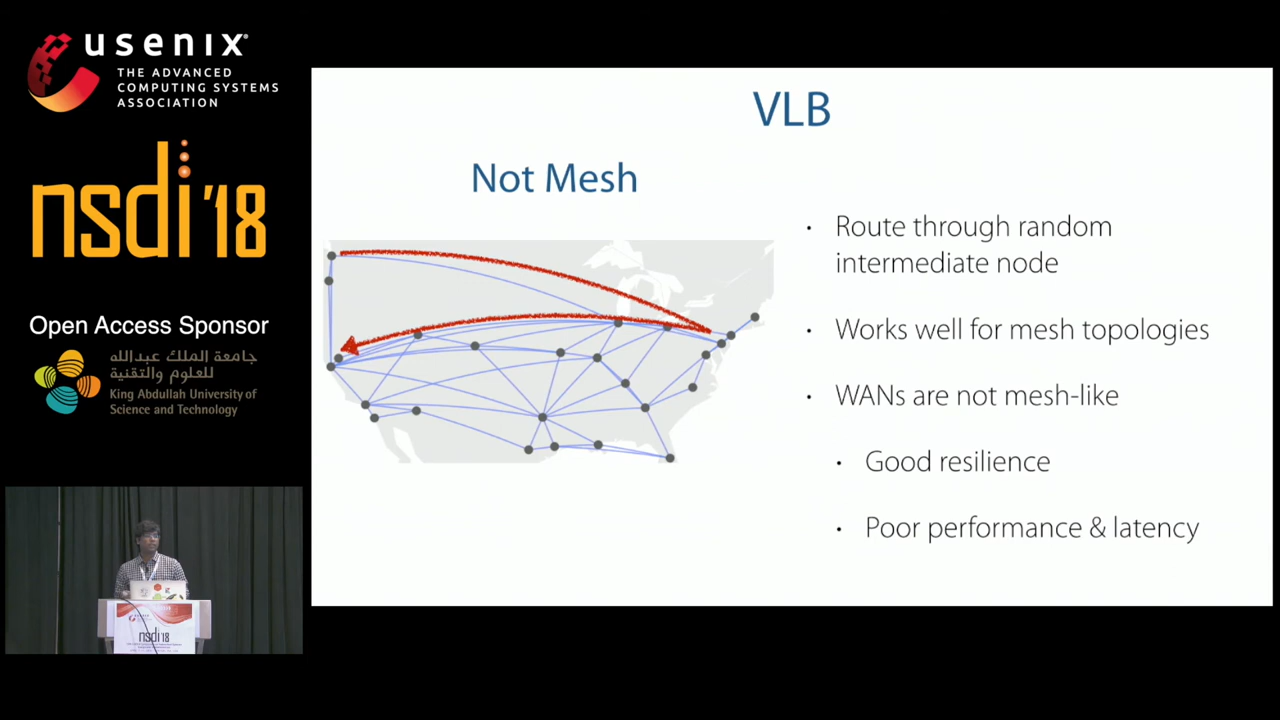 usenix
THE ADVANCED
COMPUTING SYSTEMS
ASSOCIATION
nsdi '18
Open Access Sponsor
جامعة الملك عبدالله
للعلوم والتقنية
King Abdullah University of
Science and Technology
VLB
Not Mesh
• Route through random
intermediate node
• Works well for mesh topologies
• WANs are not mesh-like
• Good resilience
• Poor performance & latency
usenix
nsdi '18